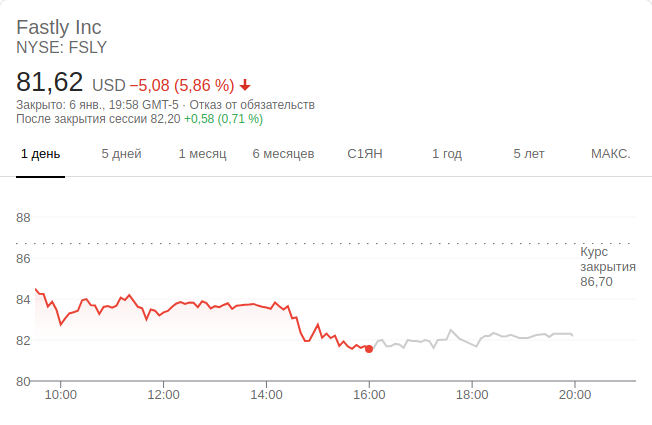 Fastly Inc
NYSE: FSLY
81,62 USD −5,08 (5,86 %)
Закрыто: 6 янв., 19:58 GMT-5 · Отказ от обязательств
После закрытия сессии 82,20 +0,58 (0,71 %)
1 день 5 дней 1 месяц 6 месяцев С1ЯН 1 год 5 лет МАКС.
88
86
84
82
80
Курс
закрытия
86,70
10:00 12:00 14:00 16:00 18:00 20:00